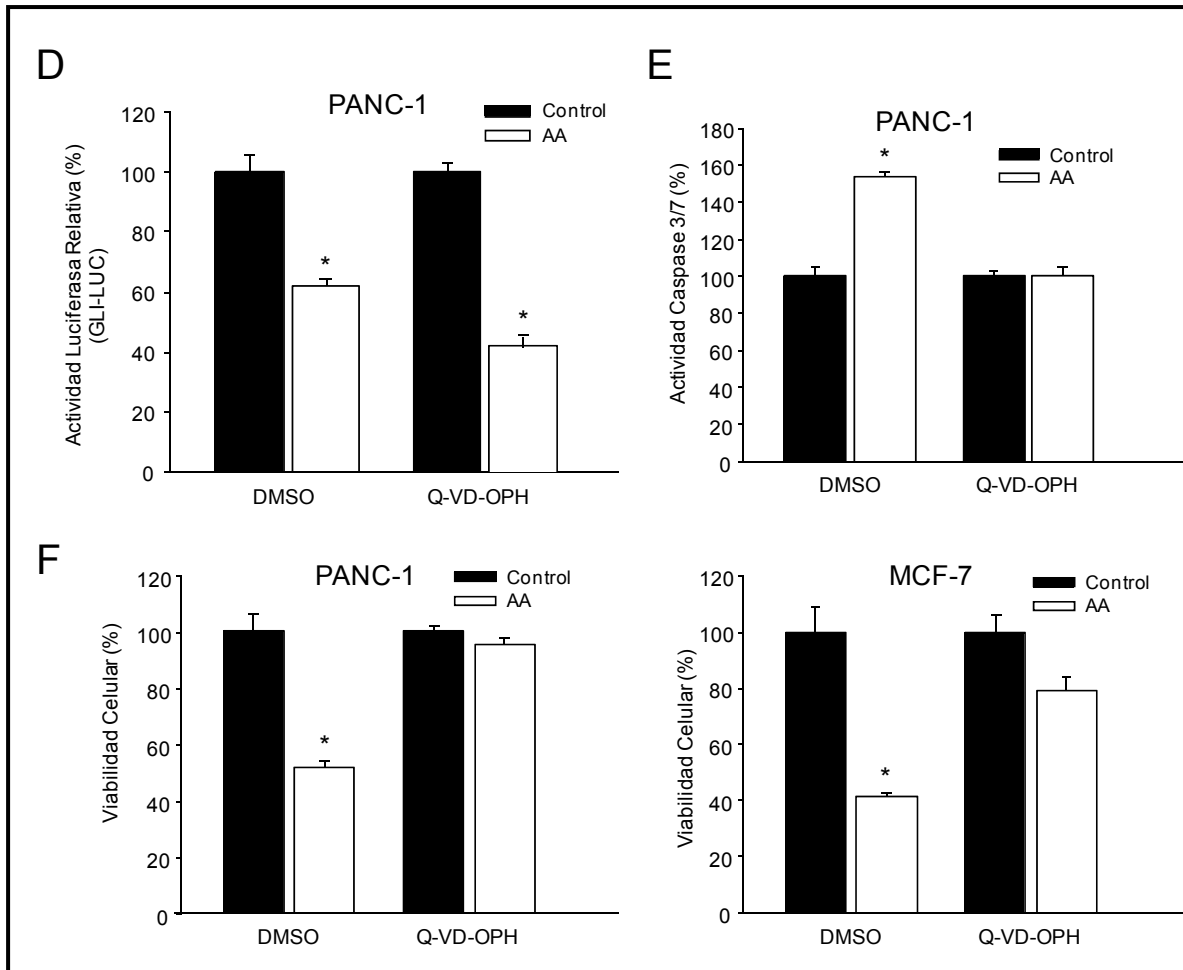 D
PANC-1
Control
AA
Actividad Luciferasa Relativa (%)
(GLI-LUC)
120
100
80
60
40
20
0
*
*
DMSO
Q-VD-OPH
E
PANC-1
Control
AA
Actividad Caspase 3/7 (%)
180
160
140
120
100
80
60
40
20
0
*
DMSO
Q-VD-OPH
F
PANC-1
Control
AA
Viabilidad Celular (%)
120
100
80
60
40
20
0
*
DMSO
Q-VD-OPH
MCF-7
Control
AA
Viabilidad Celular (%)
120
100
80
60
40
20
0
*
DMSO
Q-VD-OPH